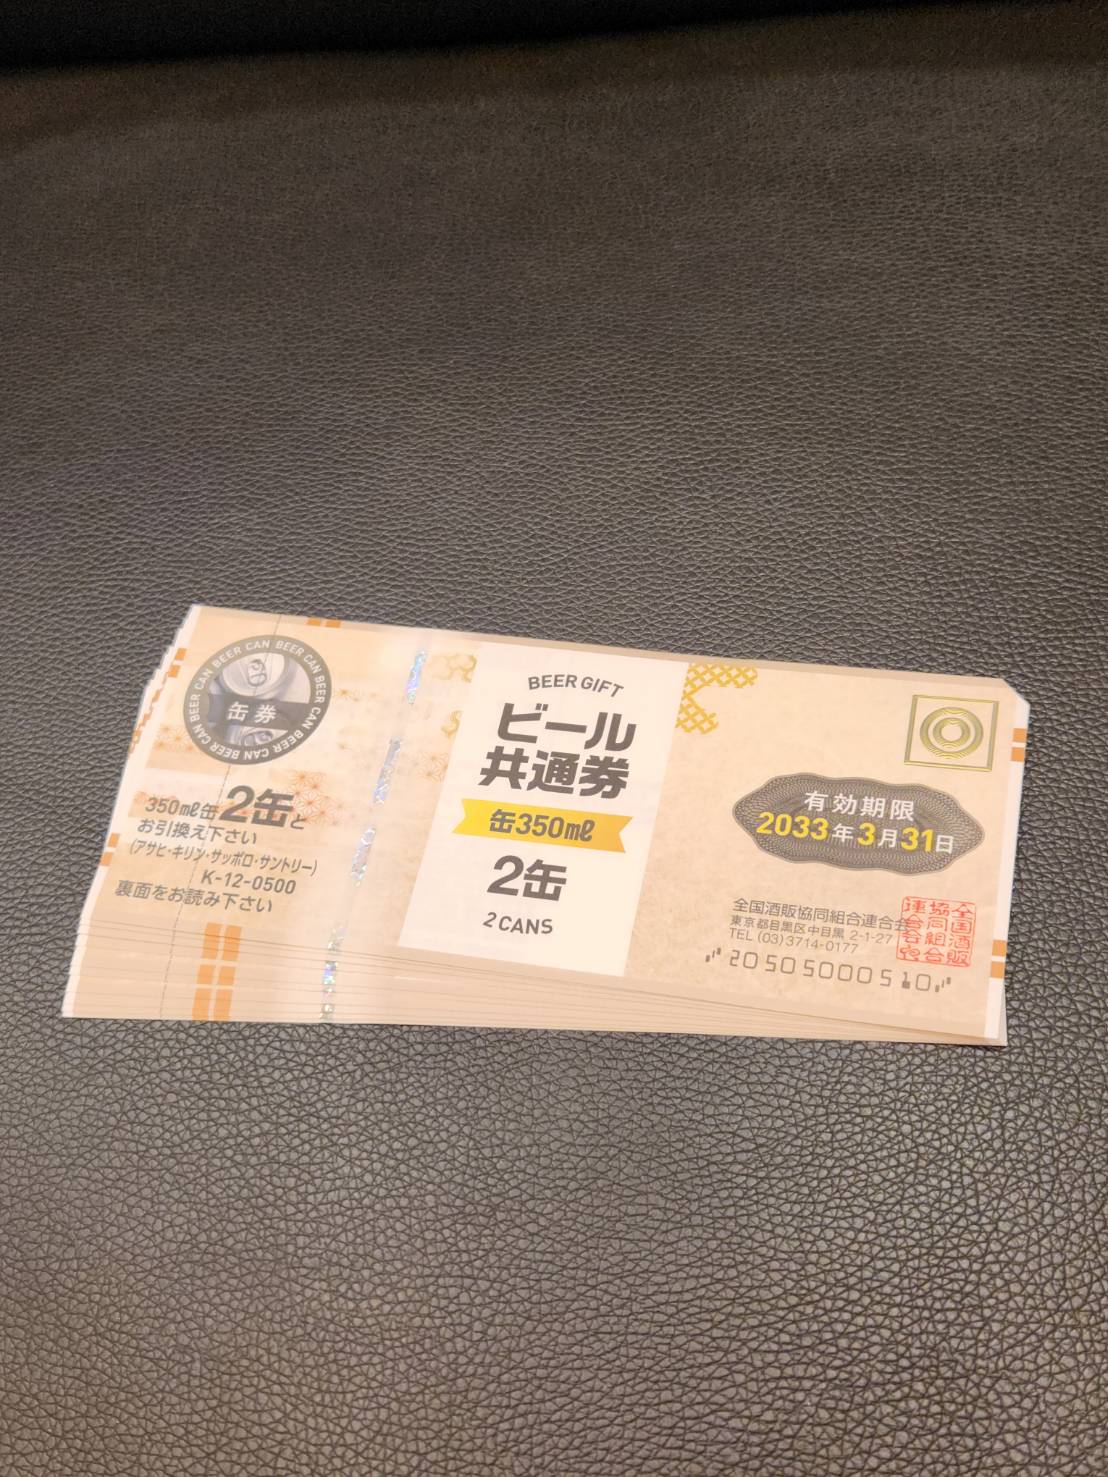 BEER CAN BEER CAN BEER CAN BEER CAN BEER CAN
缶券
350㎖缶2缶と
お引換え下さい
(アサヒ・キリン・サッポロ・サントリー)
K-12-0500
裏面をお読み下さい
BEER GIFT
ビール
共通券
缶350㎖
2缶
2 CANS
有効期限
2033年3月31日
全国酒販協同組合連合会
東京都目黒区中目黒 2-1-27
TEL (03)3714-0177